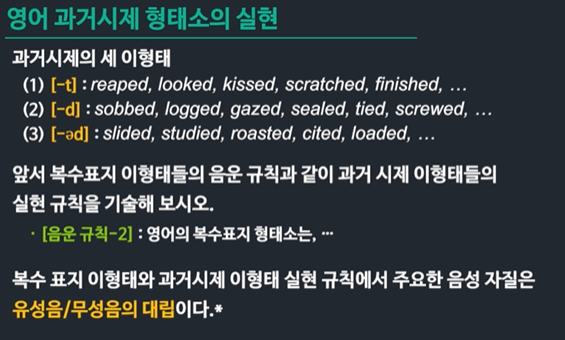 영어 과거시제 형태소의 실현
과거시제의 세 이형태
(1) [-t] : reaped, looked, kissed, scratched, finished, …
(2) [-d] : sobbed, logged, gazed, sealed, tied, screwed, …
(3) [-əd] : slided, studied, roasted, cited, loaded, …
앞서 복수표지 이형태들의 음운 규칙과 같이 과거 시제 이형태들의
실현 규칙을 기술해 보시오.
· [음운 규칙-2] : 영어의 복수표지 형태소는, …
복수 표지 이형태와 과거시제 이형태 실현 규칙에서 주요한 음성 자질은
유성음/무성음의 대립이다.*